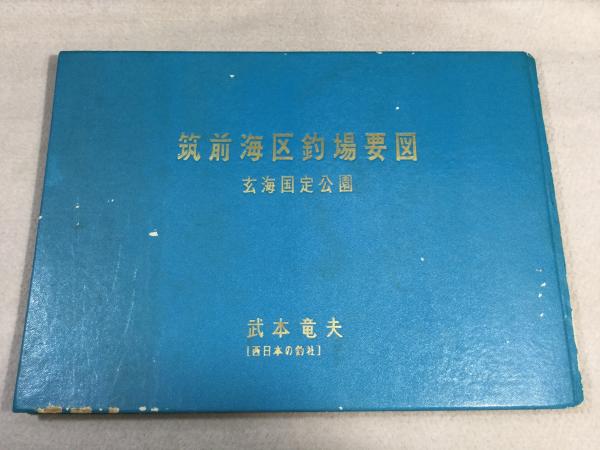 筑前海区釣場要図
玄海国定公園
武本竜夫
[西日本の釣社]